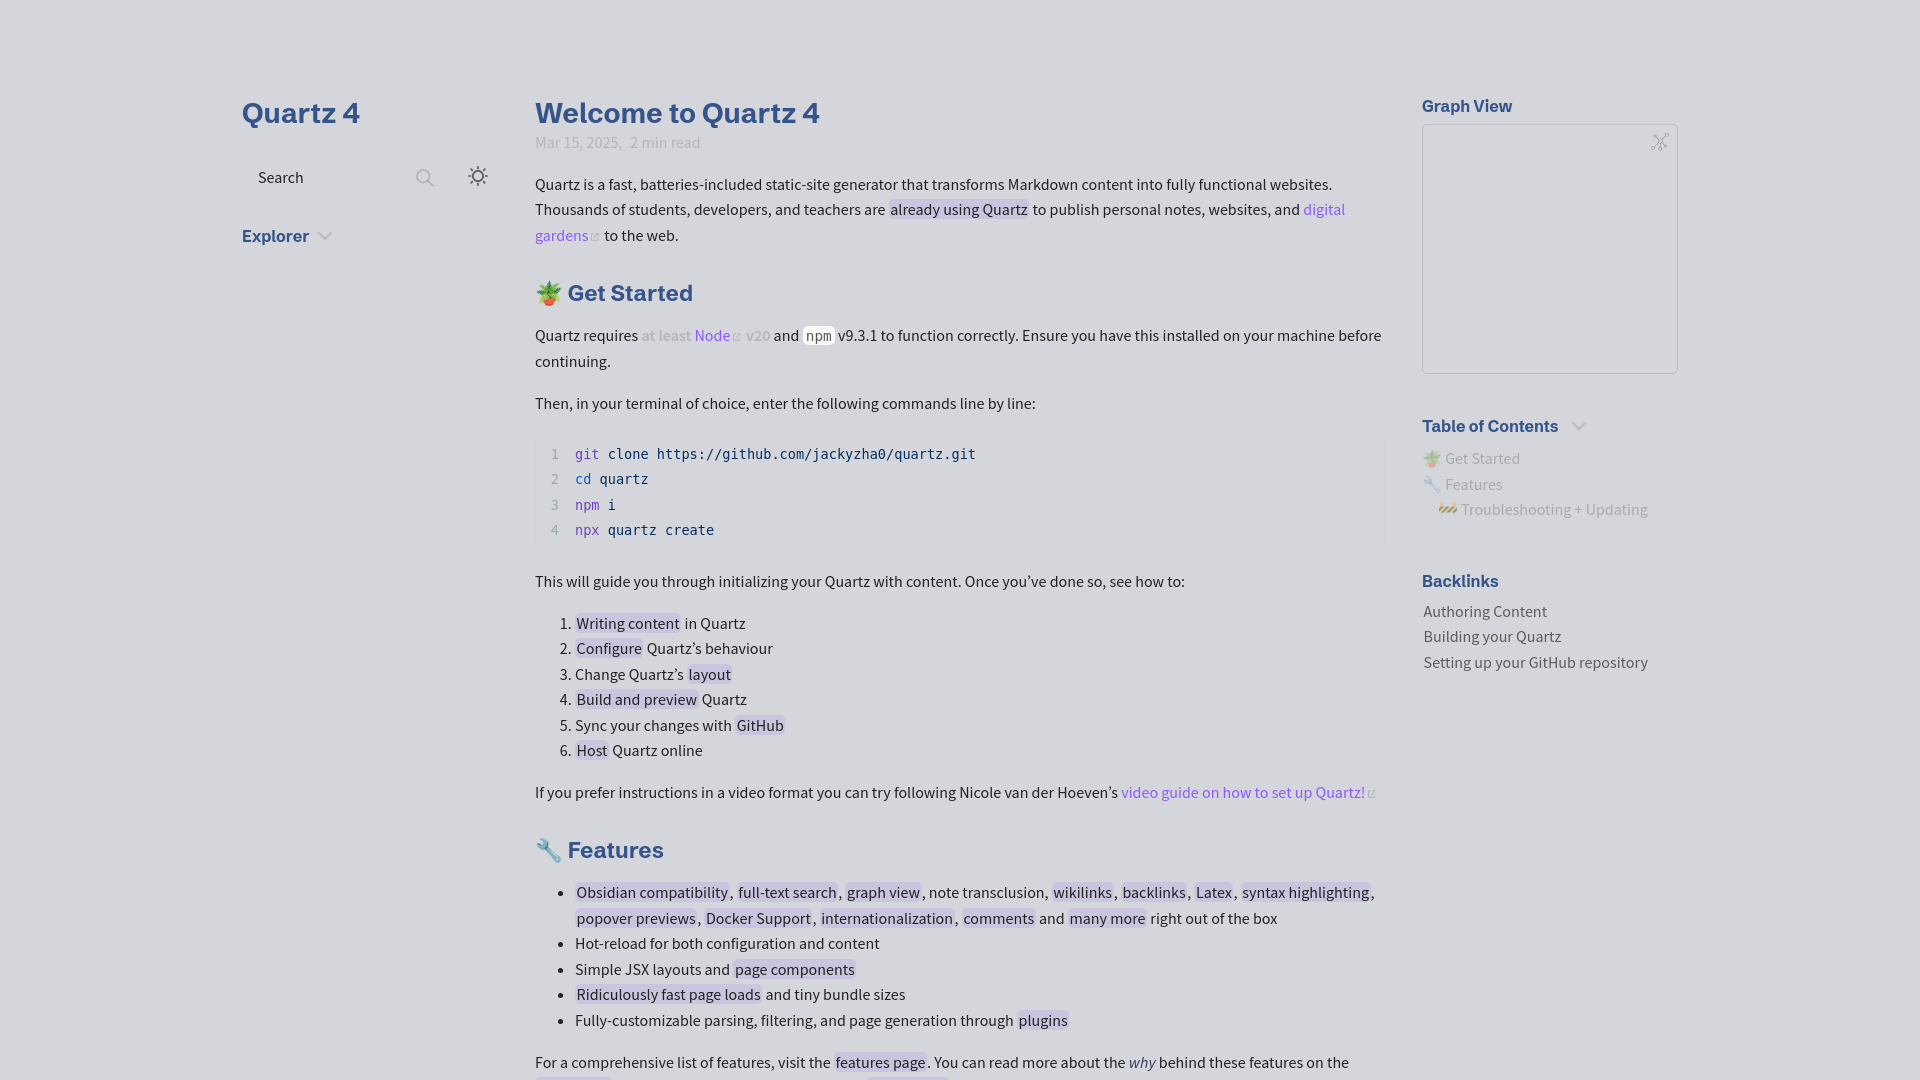 Quartz 4
Search
Explorer
Welcome to Quartz 4
Mar 15, 2025, 2 min read
Quartz is a fast, batteries-included static-site generator that transforms Markdown content into fully functional websites.
Thousands of students, developers, and teachers are already using Quartz to publish personal notes, websites, and digital
gardens to the web.
🪴 Get Started
Quartz requires at least Node v20 and npm v9.3.1 to function correctly. Ensure you have this installed on your machine before
continuing.
Then, in your terminal of choice, enter the following commands line by line:
1 git clone https://github.com/jackyzha0/quartz.git
2 cd quartz
3 npm i
4 npx quartz create
This will guide you through initializing your Quartz with content. Once you’ve done so, see how to:
1. Writing content in Quartz
2. Configure Quartz’s behaviour
3. Change Quartz’s layout
4. Build and preview Quartz
5. Sync your changes with GitHub
6. Host Quartz online
If you prefer instructions in a video format you can try following Nicole van der Hoeven’s video guide on how to set up Quartz!
🔧 Features
• Obsidian compatibility, full-text search, graph view, note transclusion, wikilinks, backlinks, Latex, syntax highlighting,
popover previews, Docker Support, internationalization, comments and many more right out of the box
• Hot-reload for both configuration and content
• Simple JSX layouts and page components
• Ridiculously fast page loads and tiny bundle sizes
• Fully-customizable parsing, filtering, and page generation through plugins
For a comprehensive list of features, visit the features page. You can read more about the why behind these features on the
Graph View
Table of Contents
🪴 Get Started
🔧 Features
🚧 Troubleshooting + Updating
Backlinks
Authoring Content
Building your Quartz
Setting up your GitHub repository